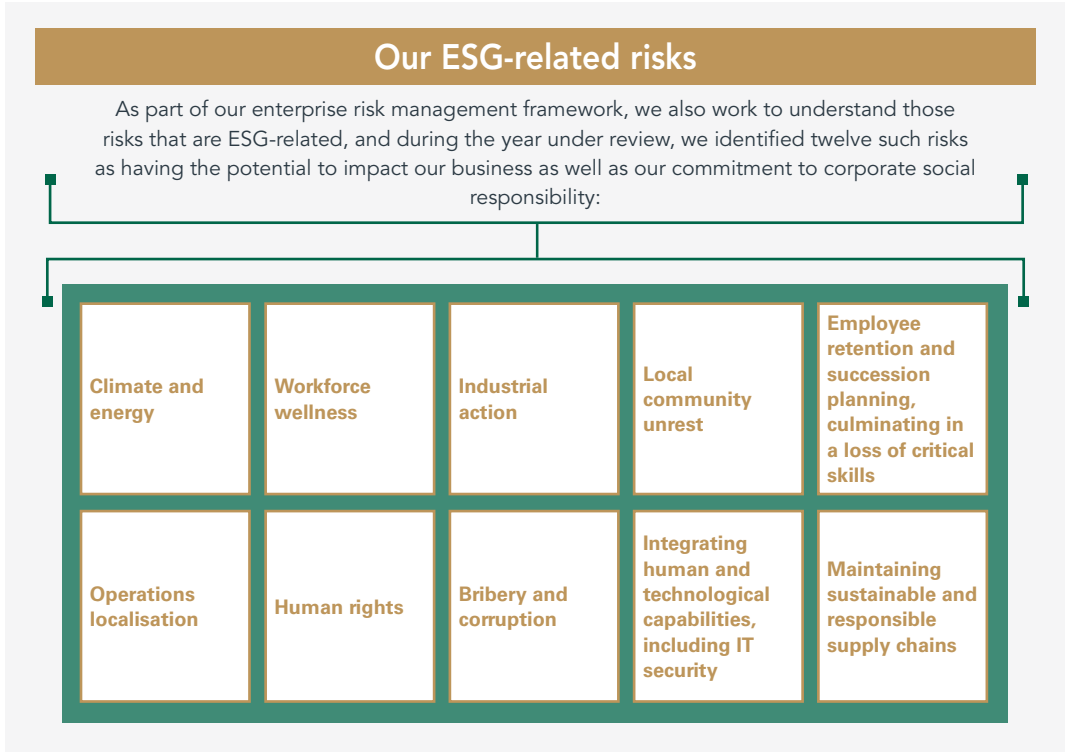 Our ESG-related risks
As part of our enterprise risk management framework, we also work to understand those
risks that are ESG-related, and during the year under review, we identified twelve such risks
as having the potential to impact our business as well as our commitment to corporate social
responsibility:
Climate and
energy
Workforce
wellness
Industrial
action
Local
community
unrest
Employee
retention and
succession
planning,
culminating in
a loss of critical
skills
Operations
localisation
Human rights
Bribery and
corruption
Integrating
human and
technological
capabilities,
including IT
security
Maintaining
sustainable and
responsible
supply chains